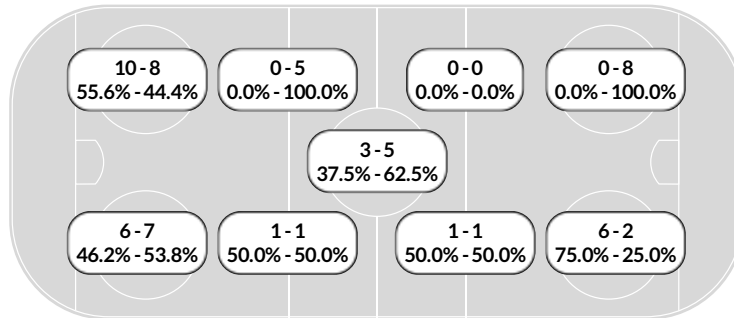 10 - 8
55.6% - 44.4%
0 - 5
0.0% - 100.0%
0 - 0
0.0% - 0.0%
0 - 8
0.0% - 100.0%
3 - 5
37.5% - 62.5%
6 - 7
46.2% - 53.8%
1 - 1
50.0% - 50.0%
1 - 1
50.0% - 50.0%
6 - 2
75.0% - 25.0%